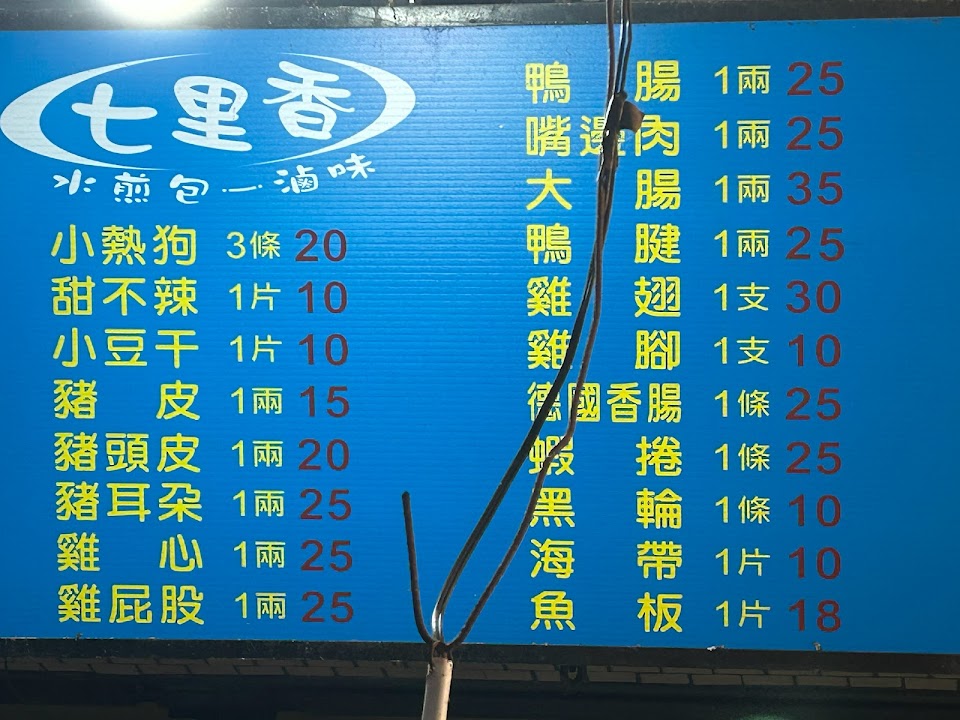 七里香
水煎包－滷味
小熱狗 3條 20
甜不辣 1片 10
小豆干 1片 10
豬皮 1兩 15
豬頭皮 1兩 20
豬耳朵 1兩 25
雞心 1兩 25
雞屁股 1兩 25
鴨腸 1兩 25
嘴邊肉 1兩 25
大腸 1兩 35
鴨腱 1兩 25
雞翅 1支 30
雞腳 1支 10
德國香腸 1條 25
蝦捲 1條 25
黑輪 1條 10
海帶 1片 10
魚板 1片 18